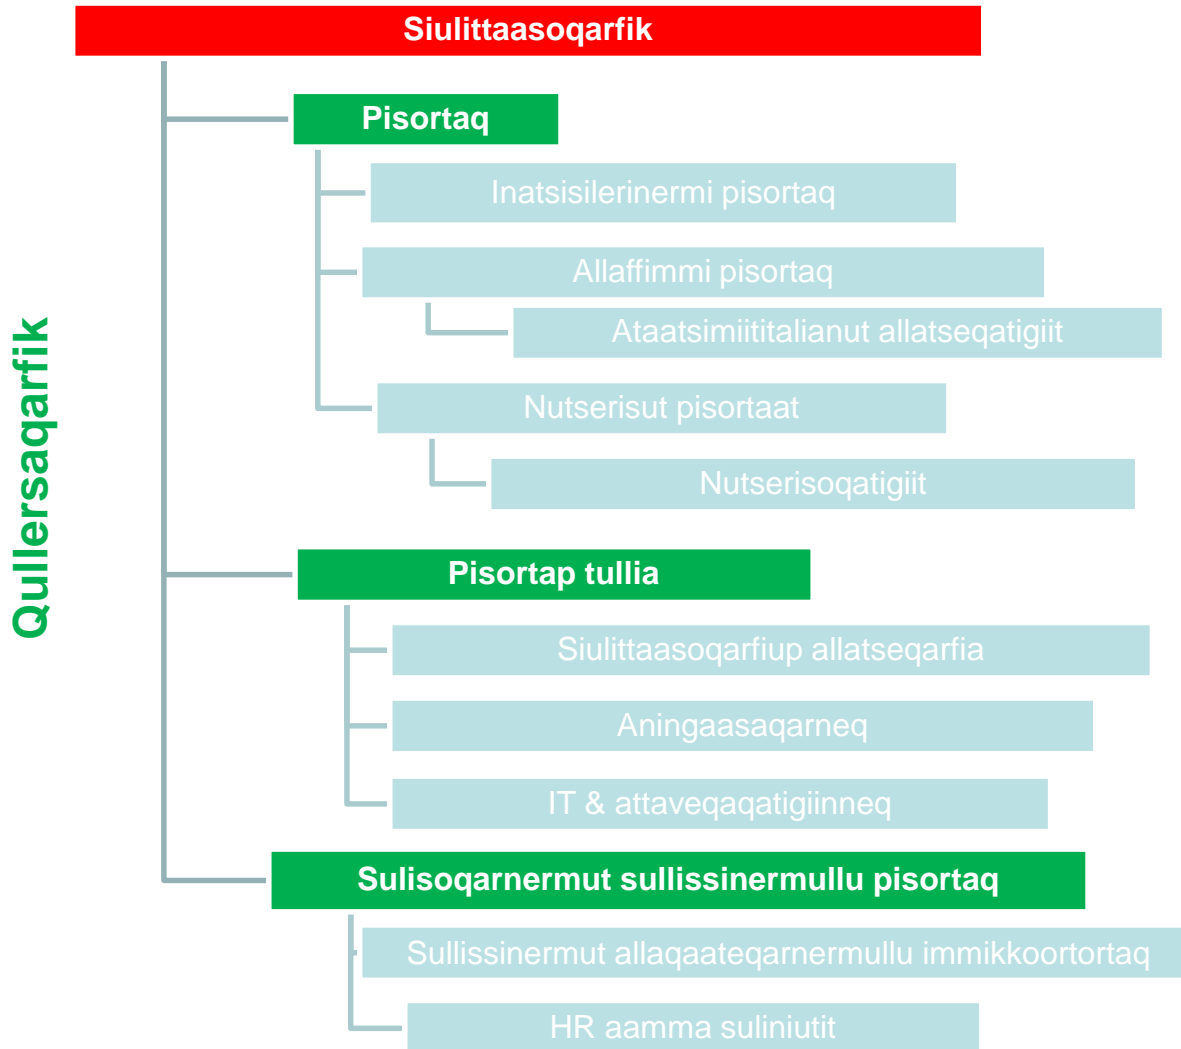 Siulittaasoqarfik
Pisortaq
Inatsisilerinermi pisortaq
Allaffimmi pisortaq
Ataatsimiititalianut allatseqatigiit
Nutserisut pisortaat
Nutserisoqatigiit
Qullersaqarfik
Pisortap tullia
Siulittaasoqarfiup allatseqarfia
Aningaasaqarneq
IT & attaveqaqatigiinneq
Sulisoqarnermut sullissinermullu pisortaq
Sullissinermut allaqaateqarnermullu immikkoortortaq
HR aamma suliniutit